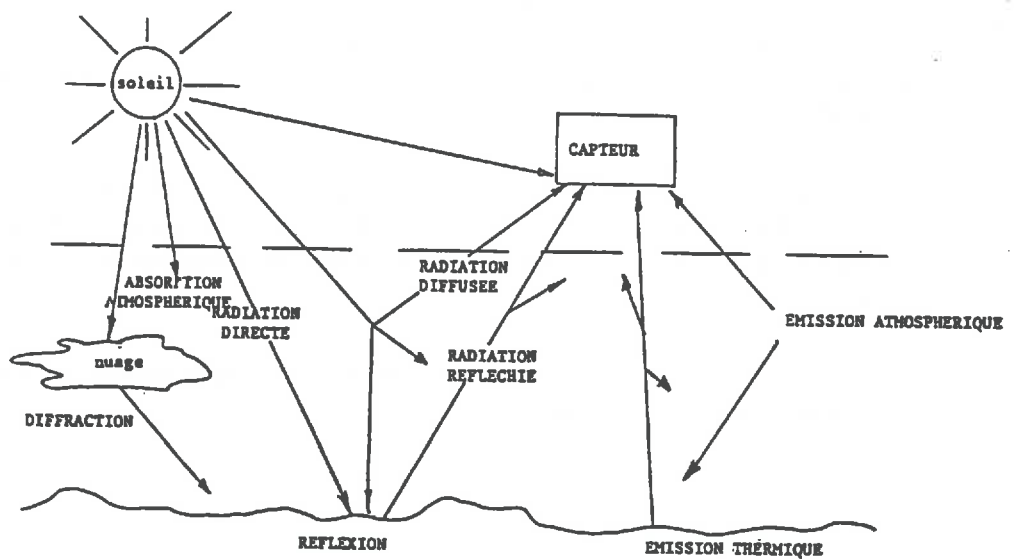 soleil
CAPTEUR
ABSORPTION
ATMOSPHERIQUE
RADIATION
DIRECTE
RADIATION
DIFFUSEE
EMISSION ATMOSPHERIQUE
nuage
RADIATION
REFLECHIE
DIFFRACTION
REFLEXION
EMISSION THERMIQUE